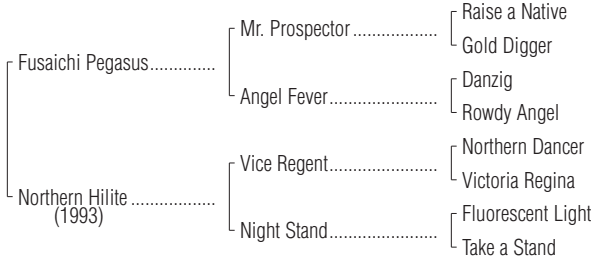 Raise a Native
Mr. Prospector..................
Gold Digger
Fusaichi Pegasus..............
Danzig
Angel Fever.......................
Rowdy Angel
Northern Dancer
Vice Regent.......................
Victoria Regina
Northern Hilite ..................
(1993)
Fluorescent Light
Night Stand.......................
Take a Stand